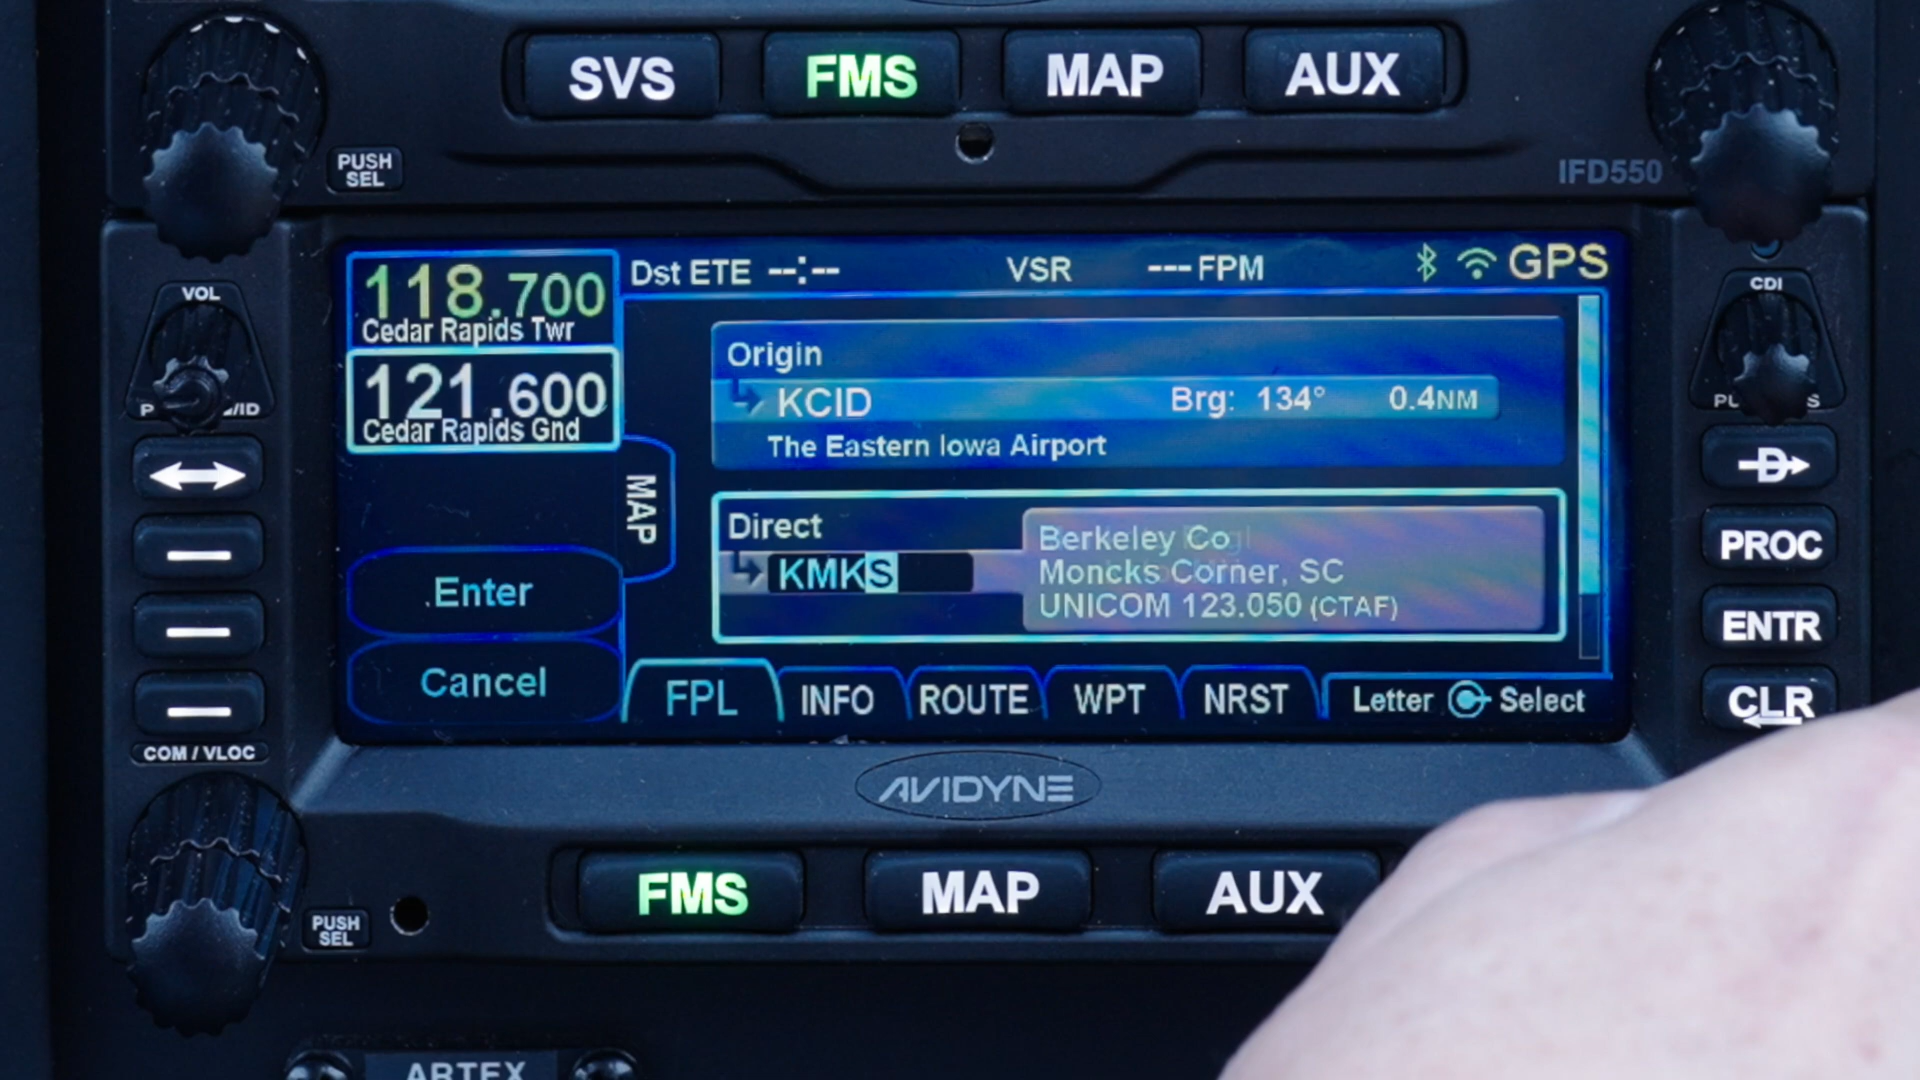 SVS FMS MAP AUX
PUSH
SEL
IFD550
118.700
Cedar Rapids Twr
121.600
Cedar Rapids Gnd
Dst ETE --:-- VSR ---FPM GPS
VOL
/ID
CDI
Origin
KCID Brg: 134° 0.4NM
The Eastern Iowa Airport
MAP
Direct
KMKS
Berkeley Co
Moncks Corner, SC
UNICOM 123.050 (CTAF)
Enter
Cancel
FPL INFO ROUTE WPT NRST Letter Select
D
PROC
ENTR
CLR
COM / VLOC
AVIDYNE
FMS MAP AUX
PUSH
SEL
ARTEX